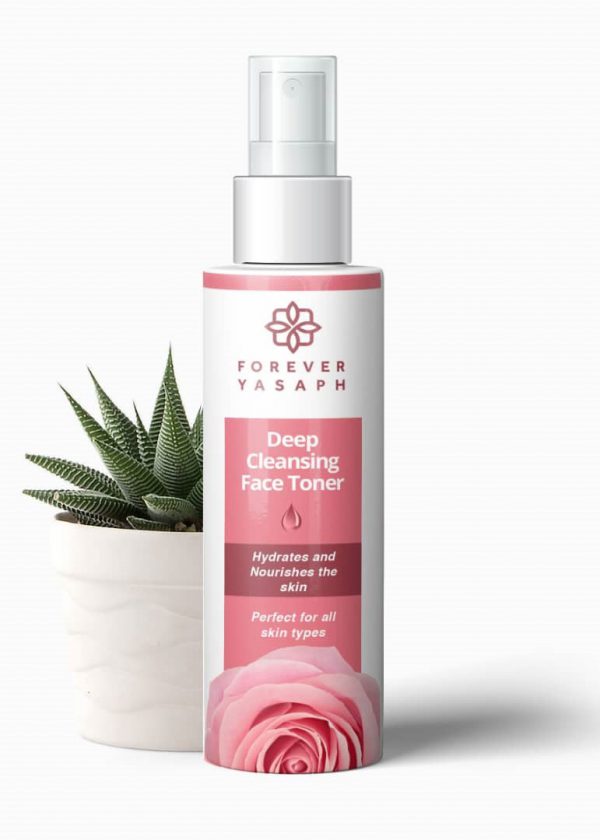 FOREVER
YASAPH
Deep
Cleansing
Face Toner
Hydrates and
Nourishes the
skin
Perfect for all
skin types